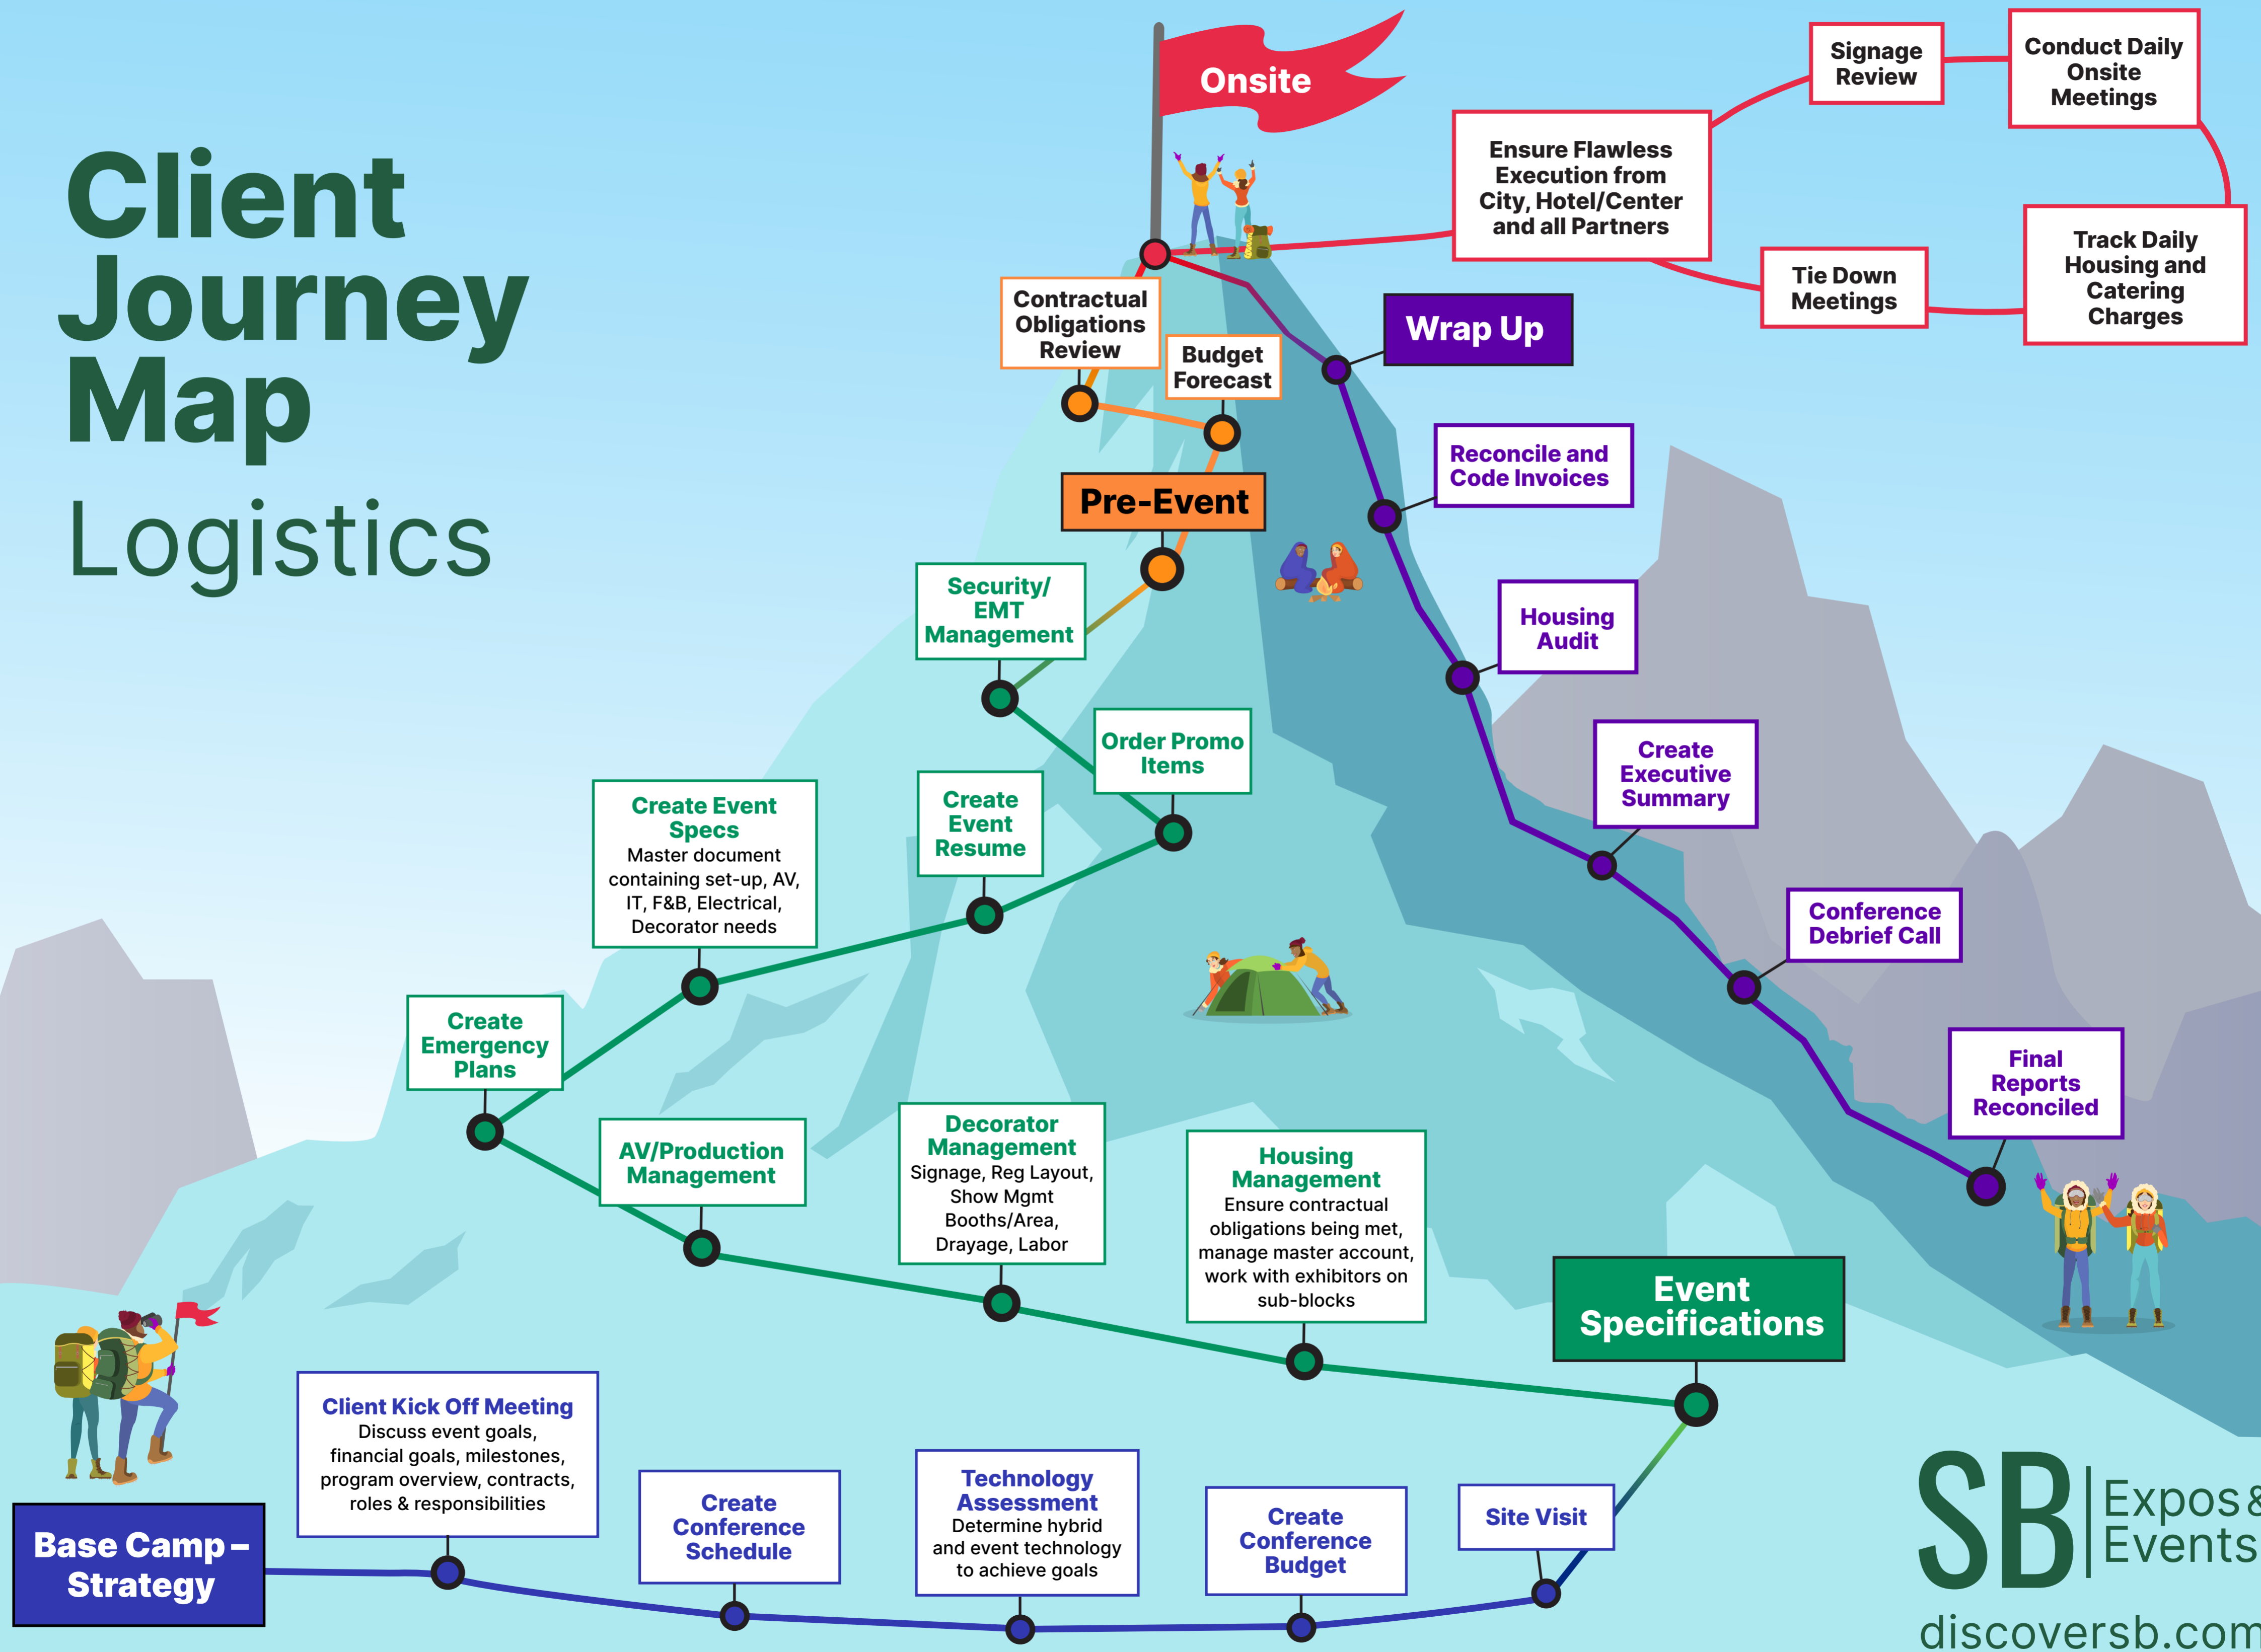 Client
Journey
Map
Logistics
Onsite
Ensure Flawless
Execution from
City, Hotel/Center
and all Partners
Signage
Review
Conduct Daily
Onsite
Meetings
Track Daily
Housing and
Catering
Charges
Tie Down
Meetings
Contractual
Obligations
Review
Budget
Forecast
Pre-Event
Wrap Up
Reconcile and
Code Invoices
Housing
Audit
Create
Executive
Summary
Conference
Debrief Call
Final
Reports
Reconciled
Security/
EMT
Management
Order Promo
Items
Create
Event
Resume
Create Event
Specs
Master document
containing set-up, AV,
IT, F&B, Electrical,
Decorator needs
Create
Emergency
Plans
AV/Production
Management
Decorator
Management
Signage, Reg Layout,
Show Mgmt
Booths/Area,
Drayage, Labor
Housing
Management
Ensure contractual
obligations being met,
manage master account,
work with exhibitors on
sub-blocks
Event
Specifications
Base Camp–
Strategy
Client Kick Off Meeting
Discuss event goals,
financial goals, milestones,
program overview, contracts,
roles & responsibilities
Create
Conference
Schedule
Technology
Assessment
Determine hybrid
and event technology
to achieve goals
Create
Conference
Budget
Site Visit
SB
Expos&
Events
discoversb.com